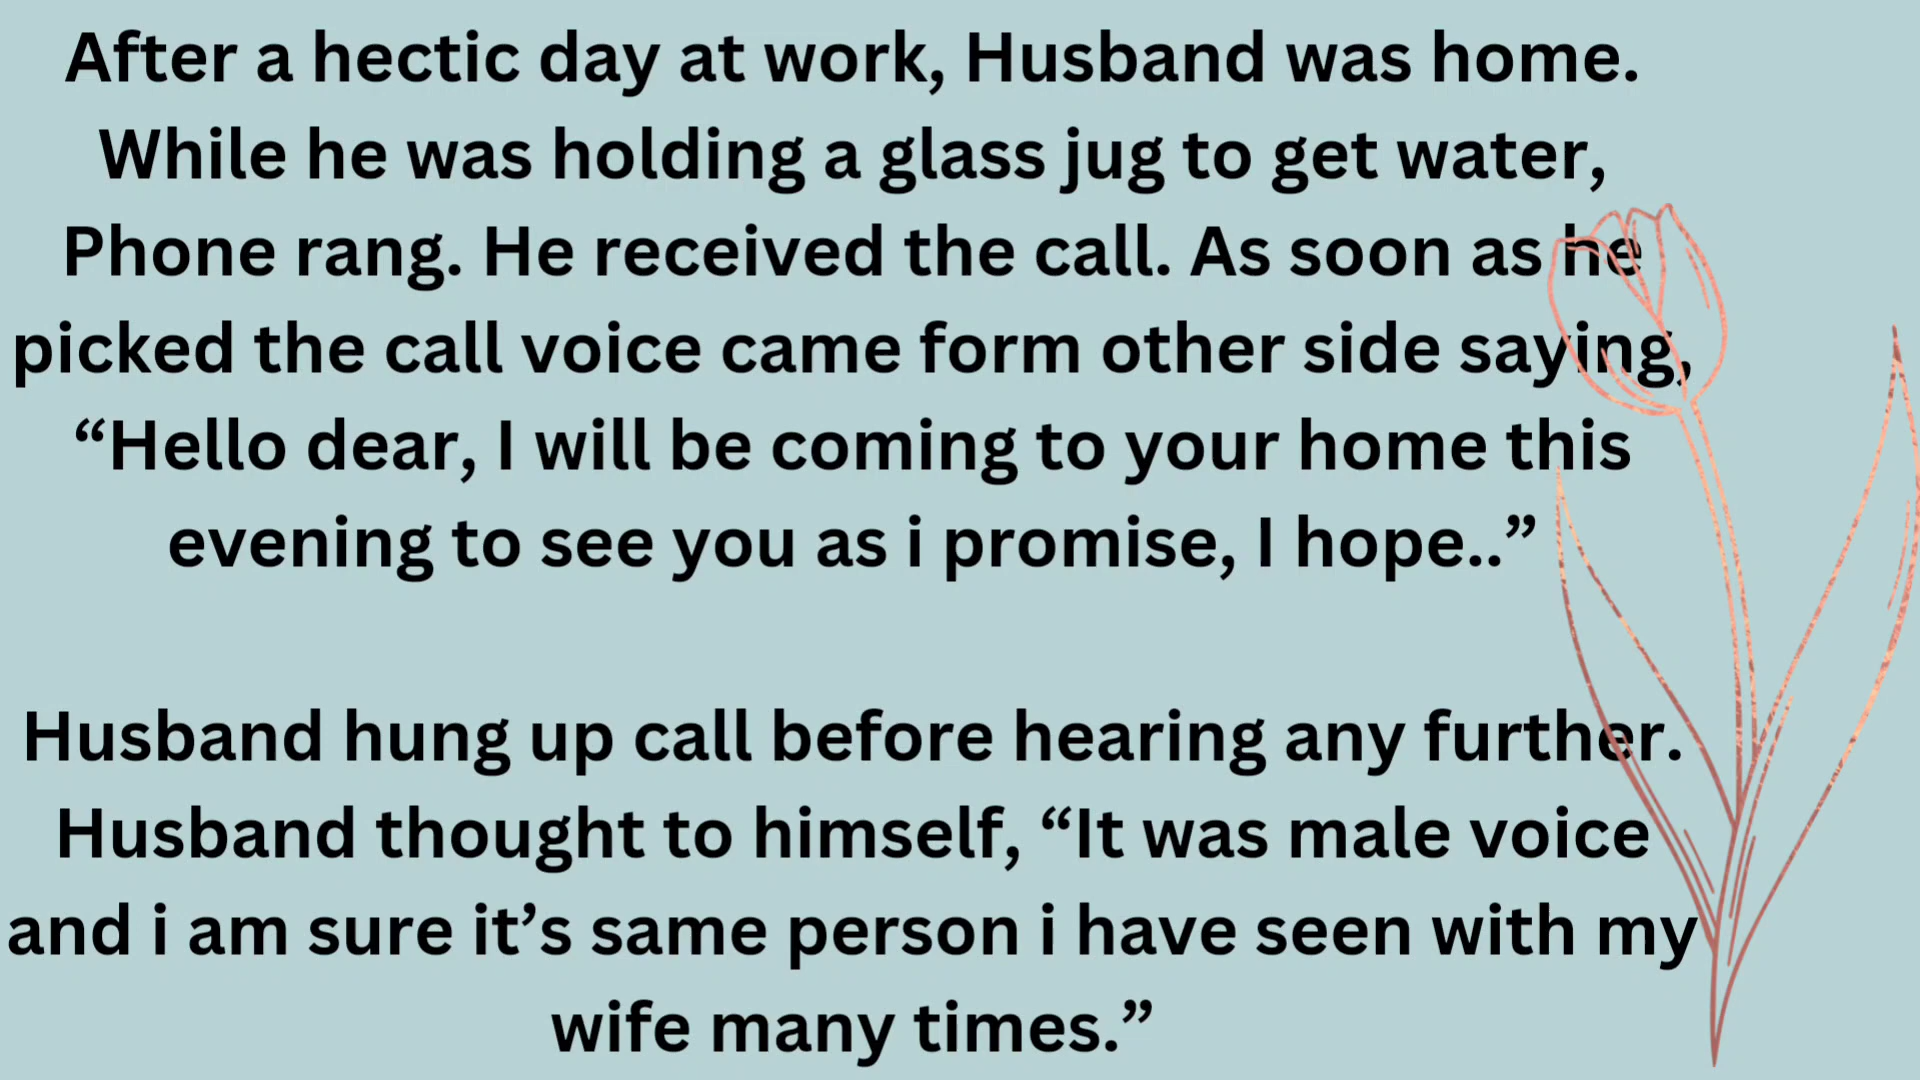 After a hectic day at work, Husband was home.
While he was holding a glass jug to get water,
Phone rang. He received the call. As soon as he
picked the call voice came form other side saying,
“Hello dear, I will be coming to your home this
evening to see you as i promise, I hope..”
Husband hung up call before hearing any further.
Husband thought to himself, “It was male voice
and i am sure it’s same person i have seen with my
wife many times.”